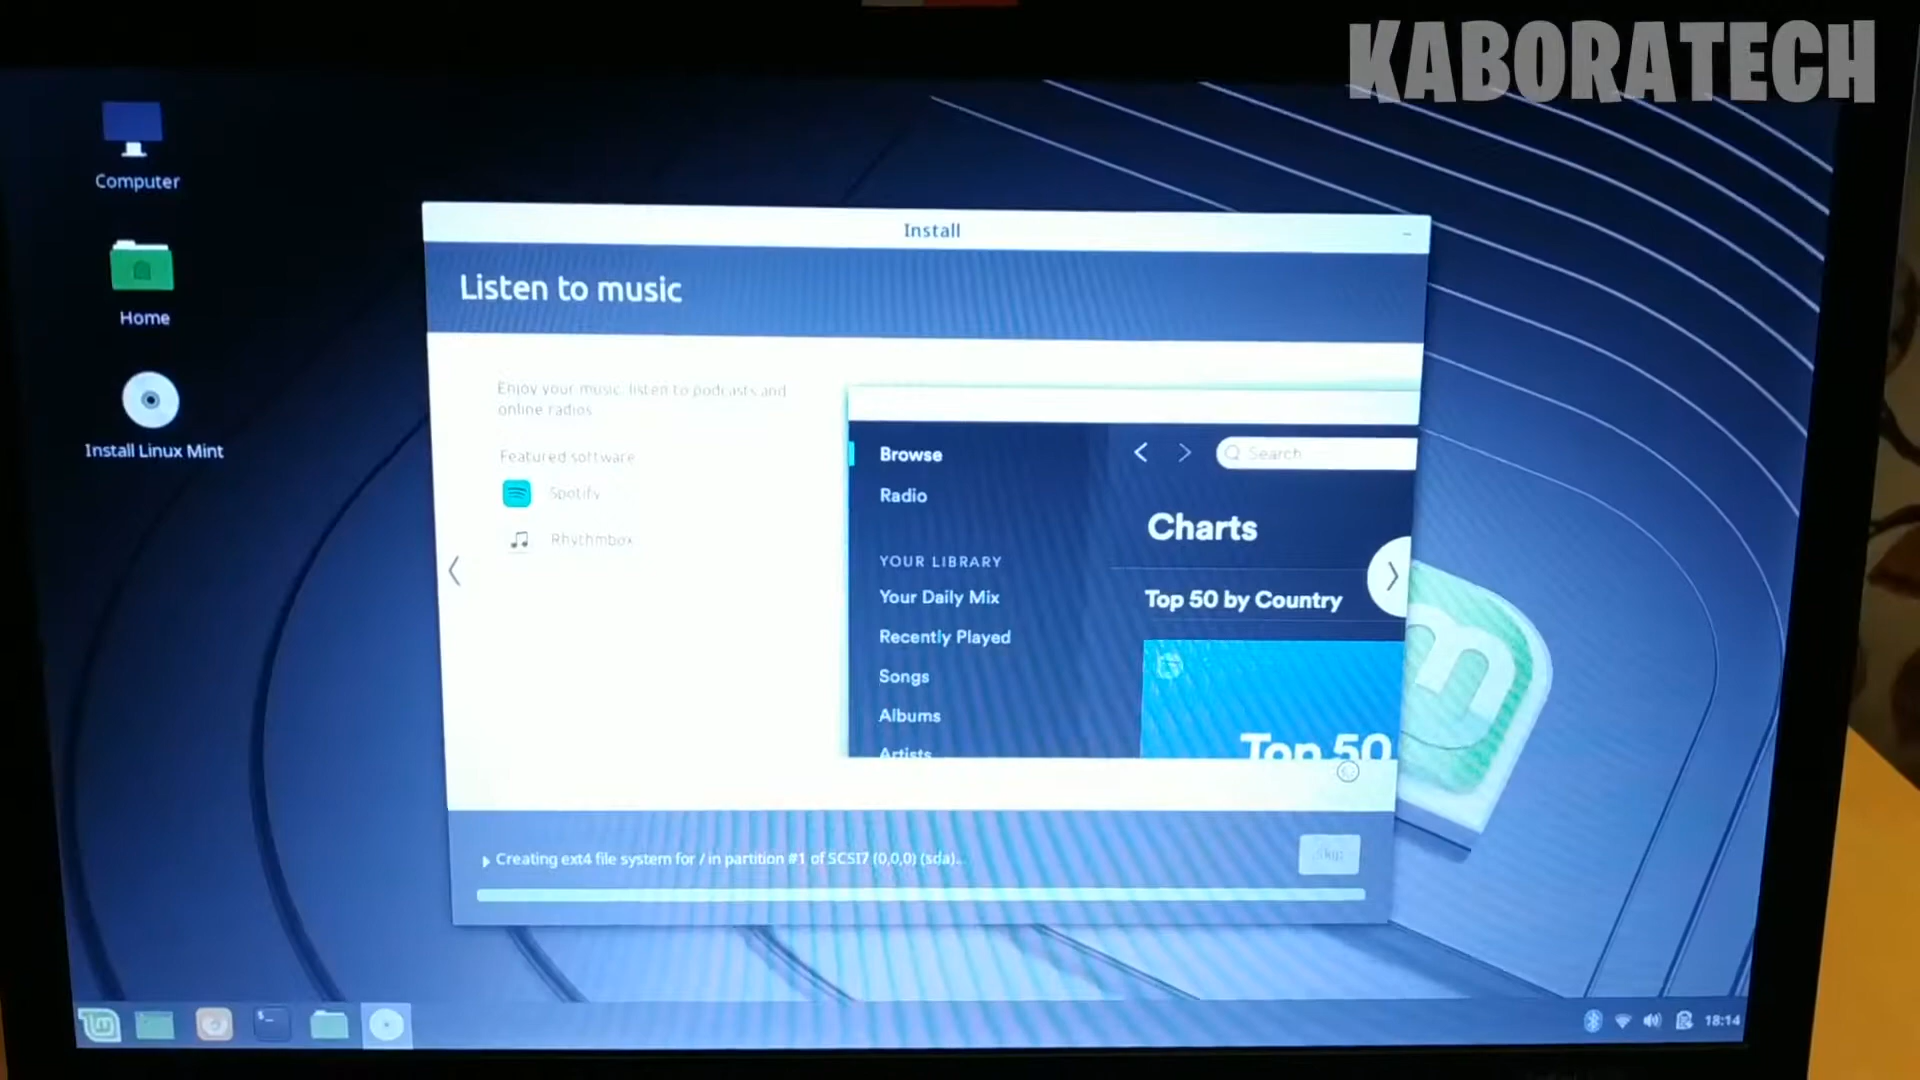 KABORATECH
Computer
Home
Install Linux Mint
Install
Listen to music
Enjoy your music, listen to podcasts and
online radios
Featured software
Spotify
Rhythmbox
Browse
Radio
YOUR LIBRARY
Your Daily Mix
Recently Played
Songs
Albums
Artists
Search
Charts
Top 50 by Country
Top 50
Creating ext4 file system for / in partition #1 of SCSI7 (0,0,0) (sda)...
Skip
18:14